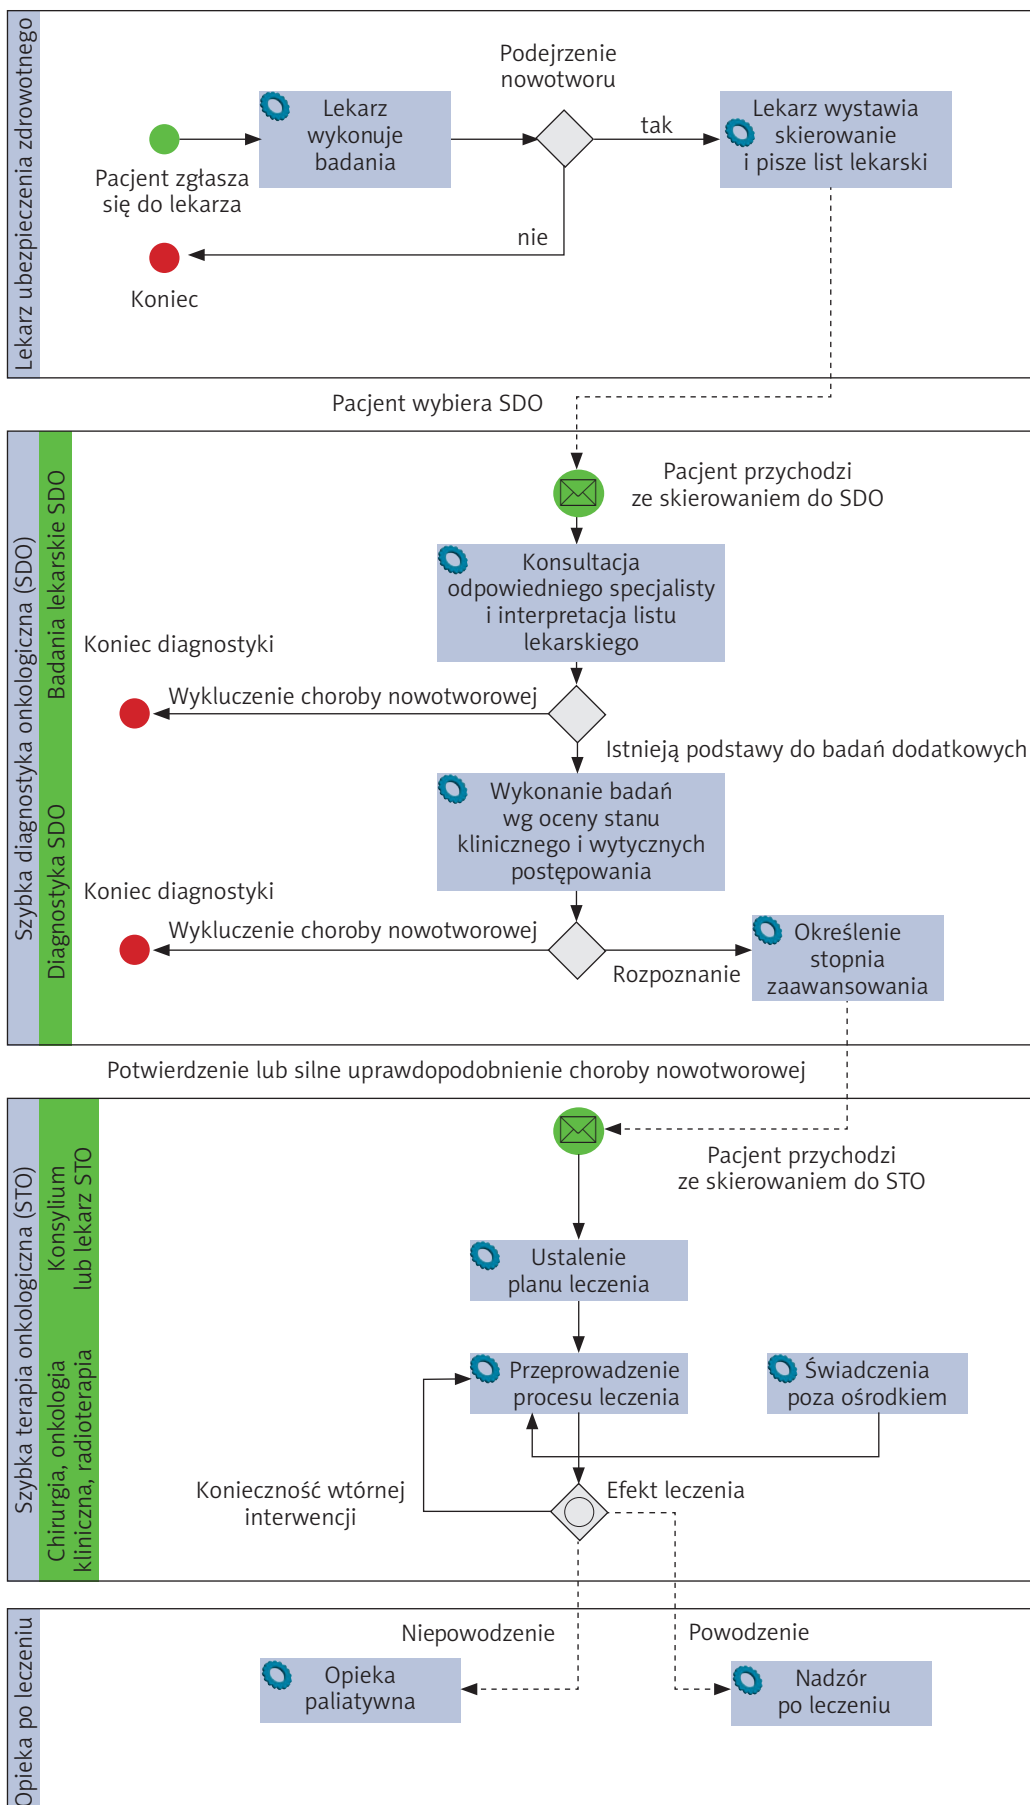 Lekarz ubezpieczenia zdrowotnego
Podejrzenie
nowotworu
Lekarz
wykonuje
badania
tak
Lekarz wystawia
skierowanie
i pisze list lekarski
Pacjent zgłasza
się do lekarza
nie
Koniec
Pacjent wybiera SDO
Szybka diagnostyka onkologiczna (SDO)
Badania lekarskie SDO
Diagnostyka SDO
Pacjent przychodzi
ze skierowaniem do SDO
Konsultacja
odpowiedniego specjalisty
i interpretacja listu
lekarskiego
Koniec diagnostyki
Wykluczenie choroby nowotworowej
Istnieją podstawy do badań dodatkowych
Wykonanie badań
wg oceny stanu
klinicznego i wytycznych
postępowania
Koniec diagnostyki
Wykluczenie choroby nowotworowej
Rozpoznanie
Określenie
stopnia
zaawansowania
Potwierdzenie lub silne uprawdopodobnienie choroby nowotworowej
Szybka terapia onkologiczna (STO)
Konsylium
lub lekarz STO
Chirurgia, onkologia
kliniczna, radioterapia
Pacjent przychodzi
ze skierowaniem do STO
Ustalenie
planu leczenia
Przeprowadzenie
procesu leczenia
Świadczenia
poza ośrodkiem
Konieczność wtórnej
interwencji
Efekt leczenia
Opieka po leczeniu
Niepowodzenie
Powodzenie
Opieka
paliatywna
Nadzór
po leczeniu